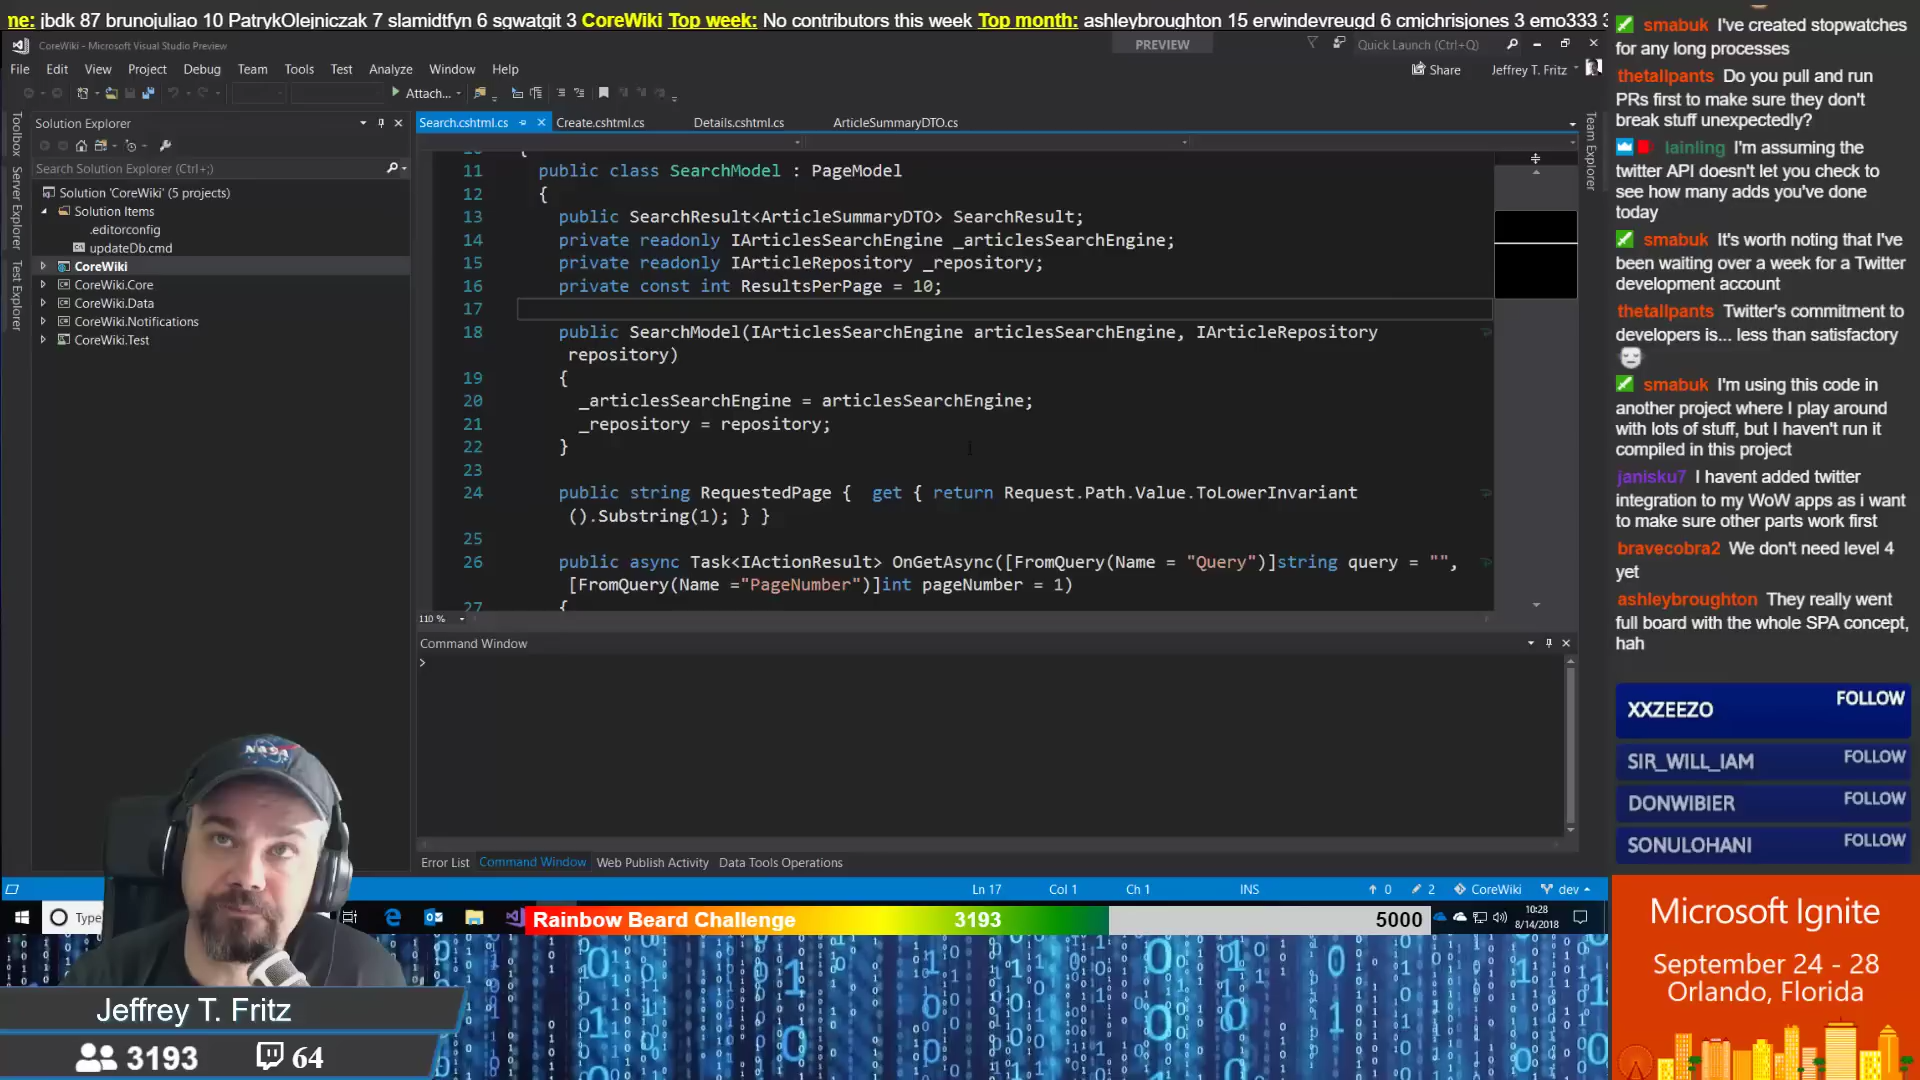 ne: jbdk 87 brunojuliao 10 PatrykOlejniczak 7 slamidtfyn 6 sgwatgit 3 CoreWiki Top week: No contributors this week Top month: ashleybroughton 15 erwindevreugd 6 cmjchrisjones 3 emo333 3
CoreWiki - Microsoft Visual Studio Preview
PREVIEW
Quick Launch (Ctrl+Q)
File Edit View Project Debug Team Tools Test Analyze Window Help
Share
Jeffrey T. Fritz
Attach...
Toolbox
Server Explorer
Test Explorer
Solution Explorer
Search Solution Explorer (Ctrl+;)
Solution 'CoreWiki' (5 projects)
Solution Items
.editorconfig
updateDb.cmd
CoreWiki
CoreWiki.Core
CoreWiki.Data
CoreWiki.Notifications
CoreWiki.Test
Search.cshtml.cs Create.cshtml.cs Details.cshtml.cs ArticleSummaryDTO.cs
Team Explorer
10 {
11 public class SearchModel : PageModel
12 {
13 public SearchResult<ArticleSummaryDTO> SearchResult;
14 private readonly IArticlesSearchEngine _articlesSearchEngine;
15 private readonly IArticleRepository _repository;
16 private const int ResultsPerPage = 10;
17
18 public SearchModel(IArticlesSearchEngine articlesSearchEngine, IArticleRepository
repository)
19 {
20 _articlesSearchEngine = articlesSearchEngine;
21 _repository = repository;
22 }
23
24 public string RequestedPage { get { return Request.Path.Value.ToLowerInvariant
().Substring(1); } }
25
26 public async Task<IActionResult> OnGetAsync([FromQuery(Name = "Query")]string query = "",
[FromQuery(Name ="PageNumber")]int pageNumber = 1)
27 {
110 %
Command Window
>
Error List Command Window Web Publish Activity Data Tools Operations
Ln 17 Col 1 Ch 1 INS 0 2 CoreWiki dev
Type
Rainbow Beard Challenge 3193 5000
10:28
8/14/2018
Jeffrey T. Fritz
3193 64
NASA
smabuk I've created stopwatches
for any long processes
thetallpants Do you pull and run
PRs first to make sure they don't
break stuff unexpectedly?
lainling I'm assuming the
twitter API doesn't let you check to
see how many adds you've done
today
smabuk It's worth noting that I've
been waiting over a week for a Twitter
development account
thetallpants Twitter's commitment to
developers is... less than satisfactory
smabuk I'm using this code in
another project where I play around
with lots of stuff, but I haven't run it
compiled in this project
janisku7 I havent added twitter
integration to my WoW apps as i want
to make sure other parts work first
bravecobra2 We don't need level 4
yet
ashleybroughton They really went
full board with the whole SPA concept,
hah
XXZEEZO FOLLOW
SIR_WILL_IAM FOLLOW
DONWIBIER FOLLOW
SONULOHANI FOLLOW
Microsoft Ignite
September 24 - 28
Orlando, Florida